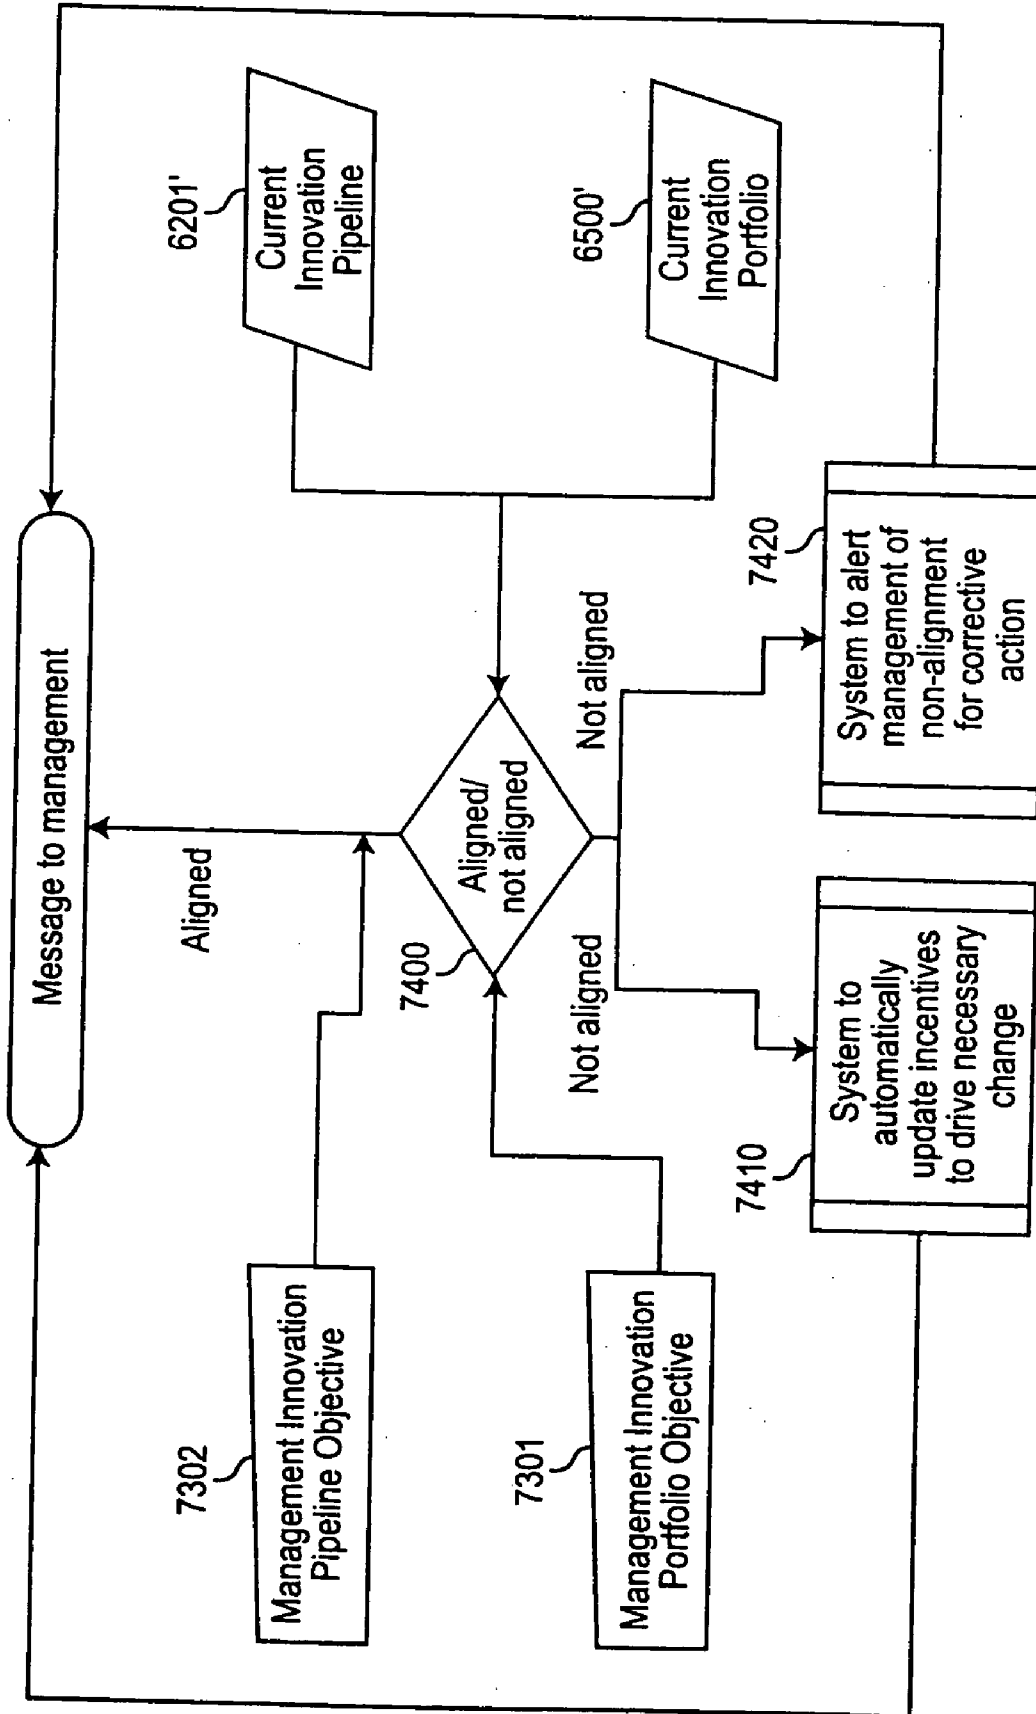 Message to management
Aligned
7302
Management Innovation
Pipeline Objective
7301
Management Innovation
Portfolio Objective
7400
Aligned/
not aligned
6201'
Current
Innovation
Pipeline
6500'
Current
Innovation
Portfolio
Not aligned
Not aligned
7410
System to
automatically
update incentives
to drive necessary
change
7420
System to alert
management of
non-alignment
for corrective
action